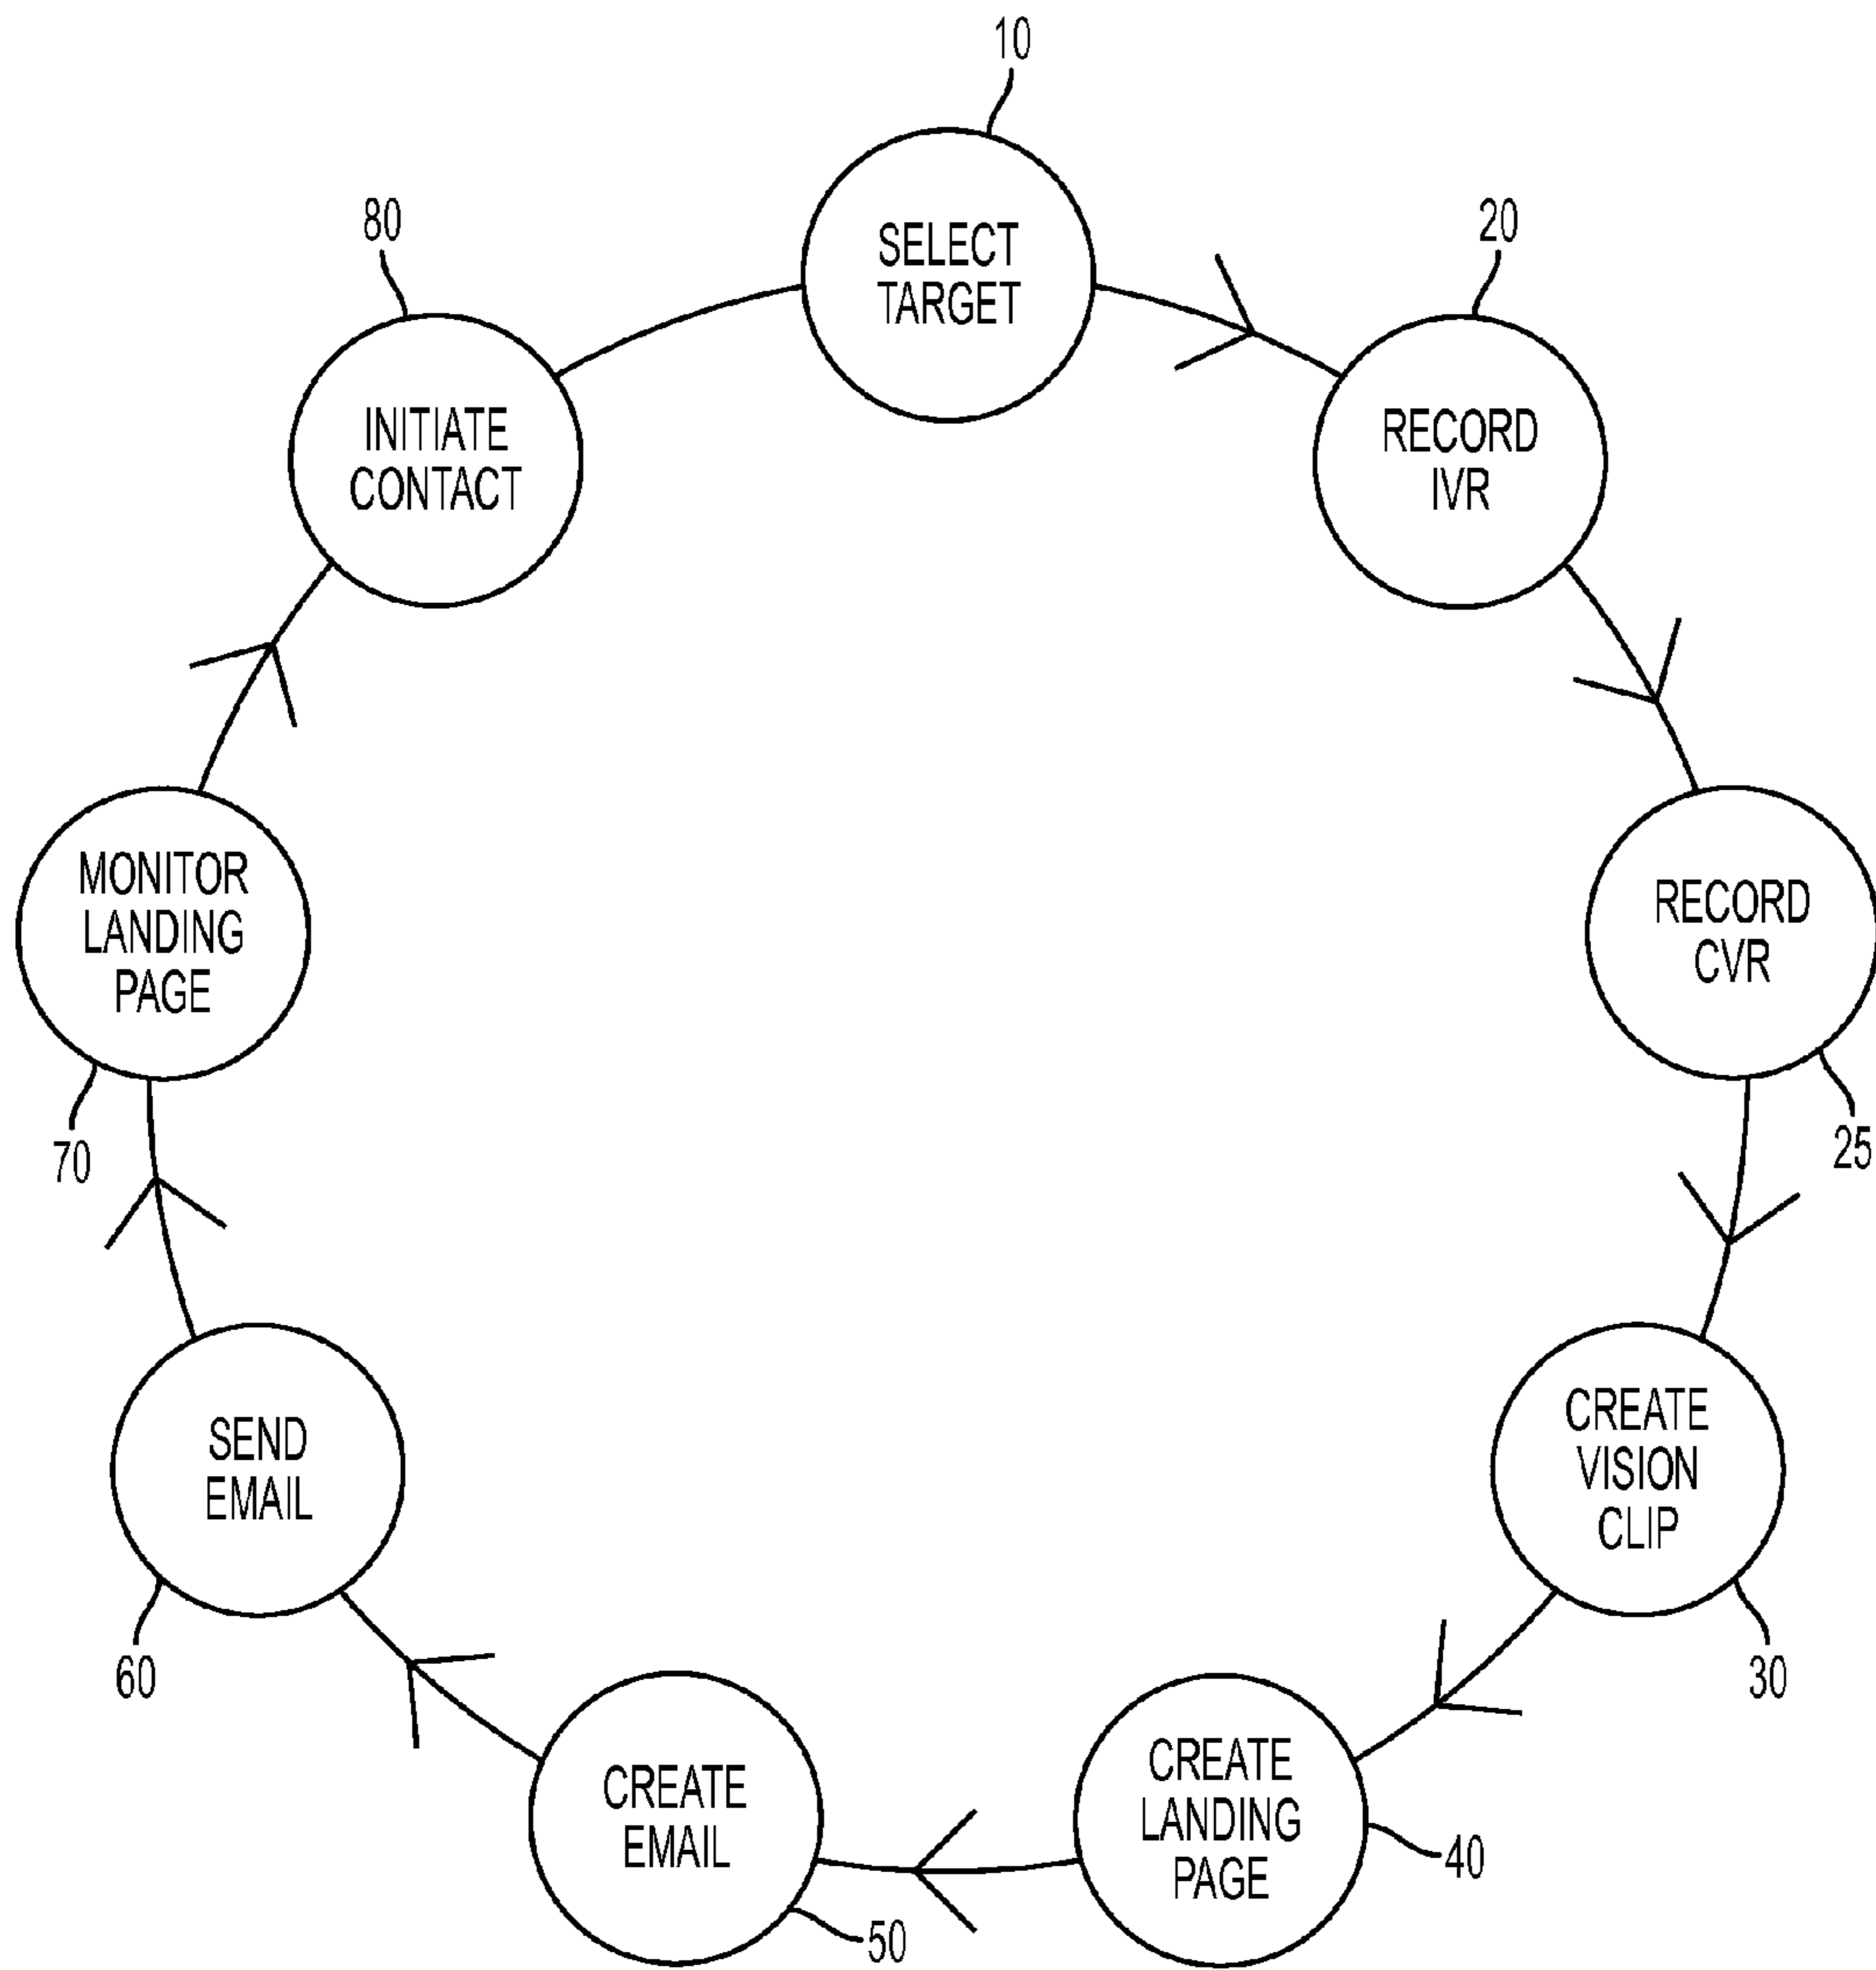 10
SELECT
TARGET
20
RECORD
IVR
RECORD
CVR
25
CREATE
VISION
CLIP
30
CREATE
LANDING
PAGE
40
CREATE
EMAIL
50
SEND
EMAIL
60
MONITOR
LANDING
PAGE
70
80
INITIATE
CONTACT